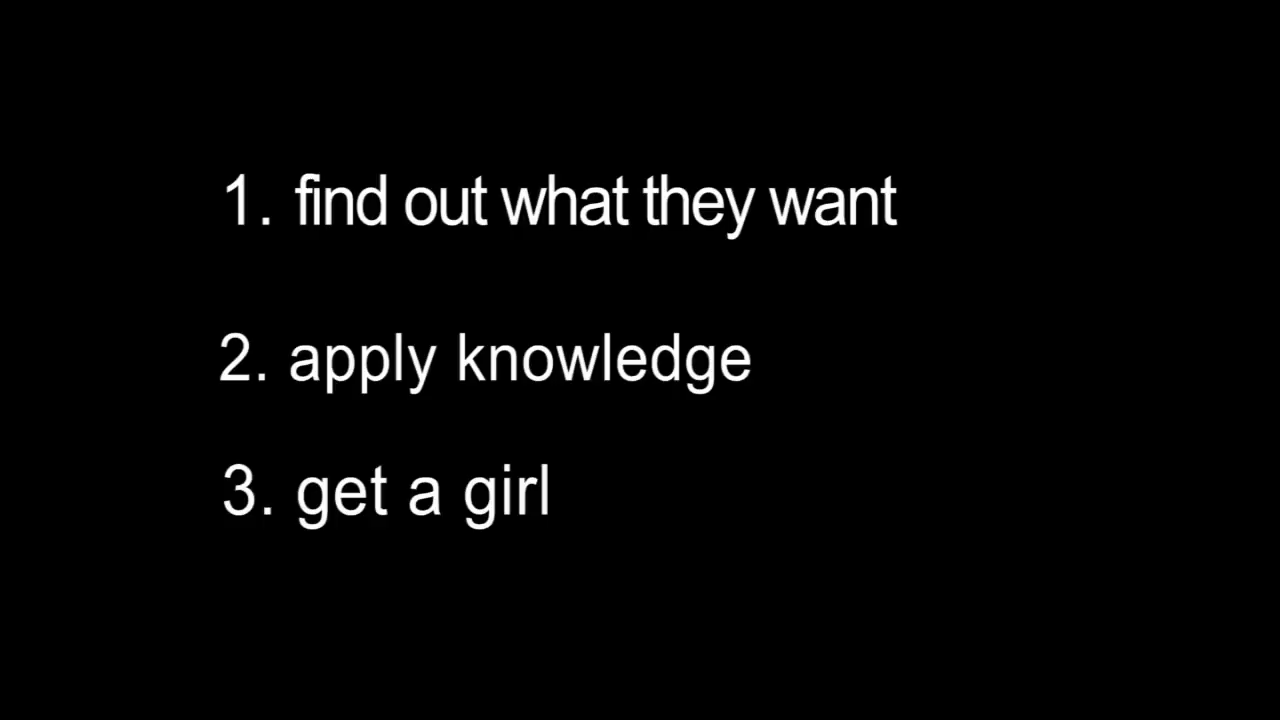 1. find out what they want
2. apply knowledge
3. get a girl